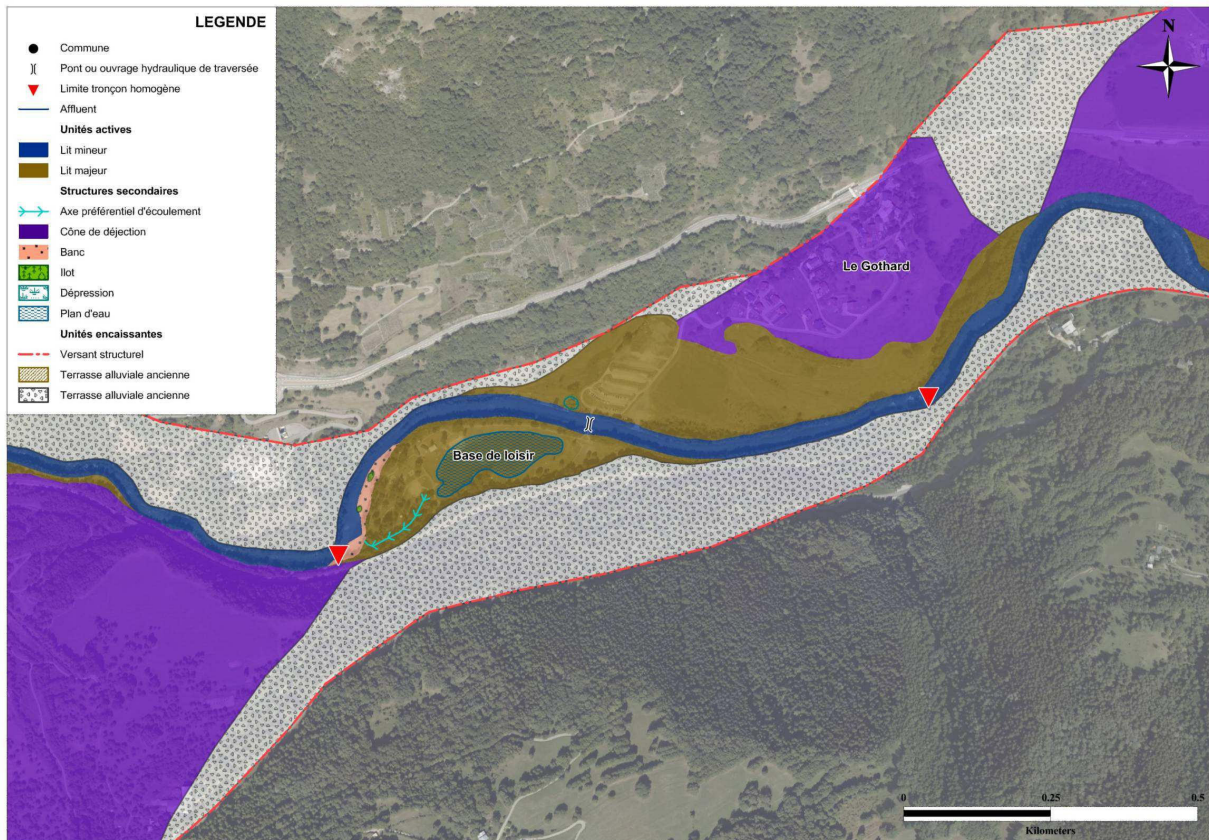 LEGENDE
Commune
Pont ou ouvrage hydraulique de traversée
Limite tronçon homogène
Affluent
Unités actives
Lit mineur
Lit majeur
Structures secondaires
Axe préférentiel d'écoulement
Cône de déjection
Banc
Ilot
Dépression
Plan d'eau
Unités encaissantes
Versant structurel
Terrasse alluviale ancienne
Terrasse alluviale ancienne
N
Le Gothard
Base de loisir
0 0.25 0.5
Kilometers